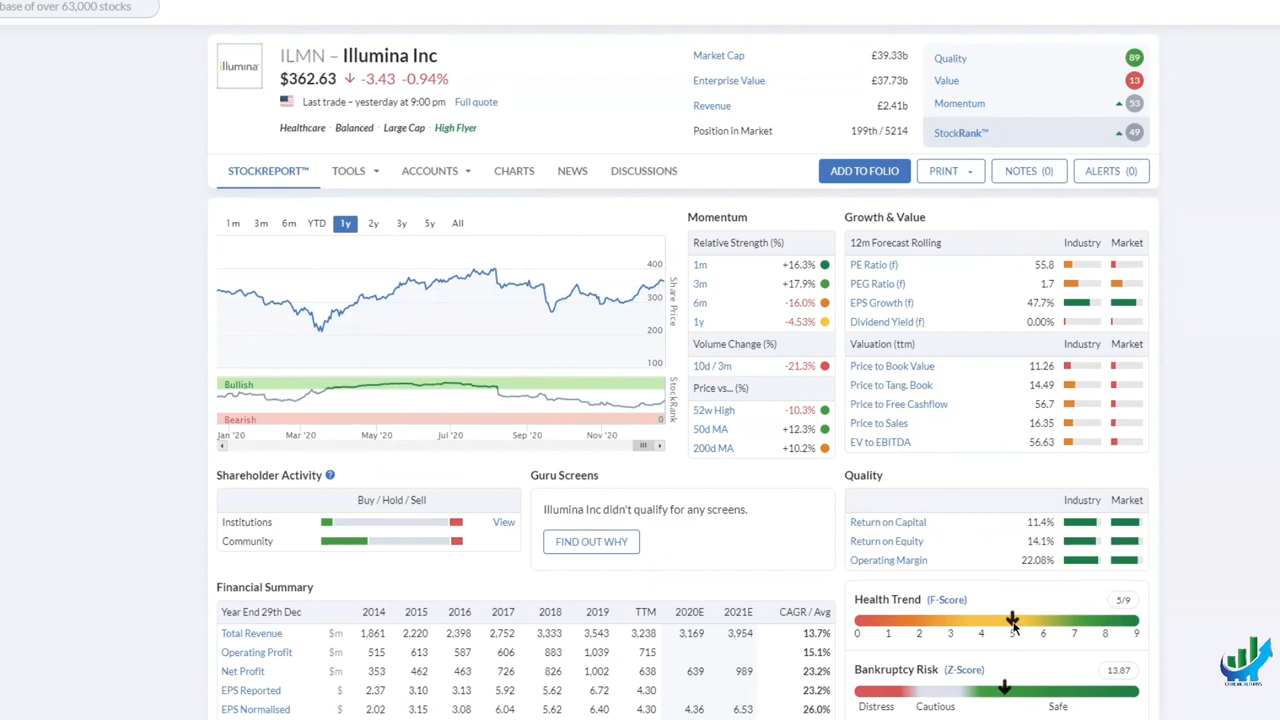 base of over 63,000 stocks
illumina
ILMN – Illumina Inc
$362.63 ↓ -3.43 -0.94%
Last trade – yesterday at 9:00 pm Full quote
Healthcare · Balanced · Large Cap · High Flyer
Market Cap £39.33b
Enterprise Value £37.73b
Revenue £2.41b
Position in Market 199th / 5214
Quality 89
Value 13
Momentum 53
StockRank™ 49
STOCKREPORT™ TOOLS ACCOUNTS CHARTS NEWS DISCUSSIONS
ADD TO FOLIO PRINT NOTES (0) ALERTS (0)
1m 3m 6m YTD 1y 2y 3y 5y All
400
300
200
100
Share Price
Bullish
Bearish
0
StockRank
Jan '20 Mar '20 May '20 Jul '20 Sep '20 Nov '20
Momentum
Relative Strength (%)
1m +16.3%
3m +17.9%
6m -16.0%
1y -4.53%
Volume Change (%)
10d / 3m -21.3%
Price vs... (%)
52w High -10.3%
50d MA +12.3%
200d MA +10.2%
Growth & Value
12m Forecast Rolling Industry Market
PE Ratio (f) 55.8
PEG Ratio (f) 1.7
EPS Growth (f) 47.7%
Dividend Yield (f) 0.00%
Valuation (ttm) Industry Market
Price to Book Value 11.26
Price to Tang. Book 14.49
Price to Free Cashflow 56.7
Price to Sales 16.35
EV to EBITDA 56.63
Shareholder Activity ?
Buy / Hold / Sell
Institutions View
Community
Guru Screens
Illumina Inc didn't qualify for any screens.
FIND OUT WHY
Quality
Industry Market
Return on Capital 11.4%
Return on Equity 14.1%
Operating Margin 22.08%
Financial Summary
Year End 29th Dec 2014 2015 2016 2017 2018 2019 TTM 2020E 2021E CAGR / Avg
Total Revenue $m 1,861 2,220 2,398 2,752 3,333 3,543 3,238 3,169 3,954 13.7%
Operating Profit $m 515 613 587 606 883 1,039 715 15.1%
Net Profit $m 353 462 463 726 826 1,002 638 639 989 23.2%
EPS Reported $ 2.37 3.10 3.13 5.92 5.62 6.72 4.30 23.2%
EPS Normalised $ 2.02 3.15 3.08 6.04 5.62 6.40 4.30 4.36 6.53 26.0%
Health Trend (F-Score) 5/9
0 1 2 3 4 5 6 7 8 9
Bankruptcy Risk (Z-Score) 13.87
Distress Cautious Safe